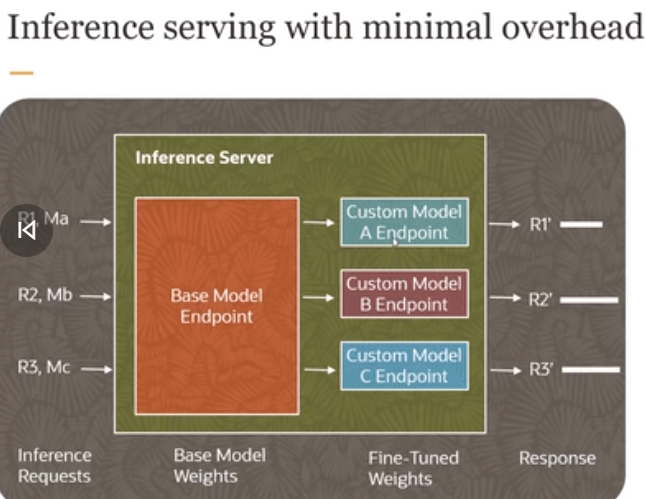 Inference serving with minimal overhead
Inference Server
R1, Ma
Custom Model
A Endpoint
R1'
Base Model
Endpoint
R2, Mb
Custom Model
B Endpoint
R2'
R3, Mc
Custom Model
C Endpoint
R3'
Inference
Requests
Base Model
Weights
Fine-Tuned
Weights
Response